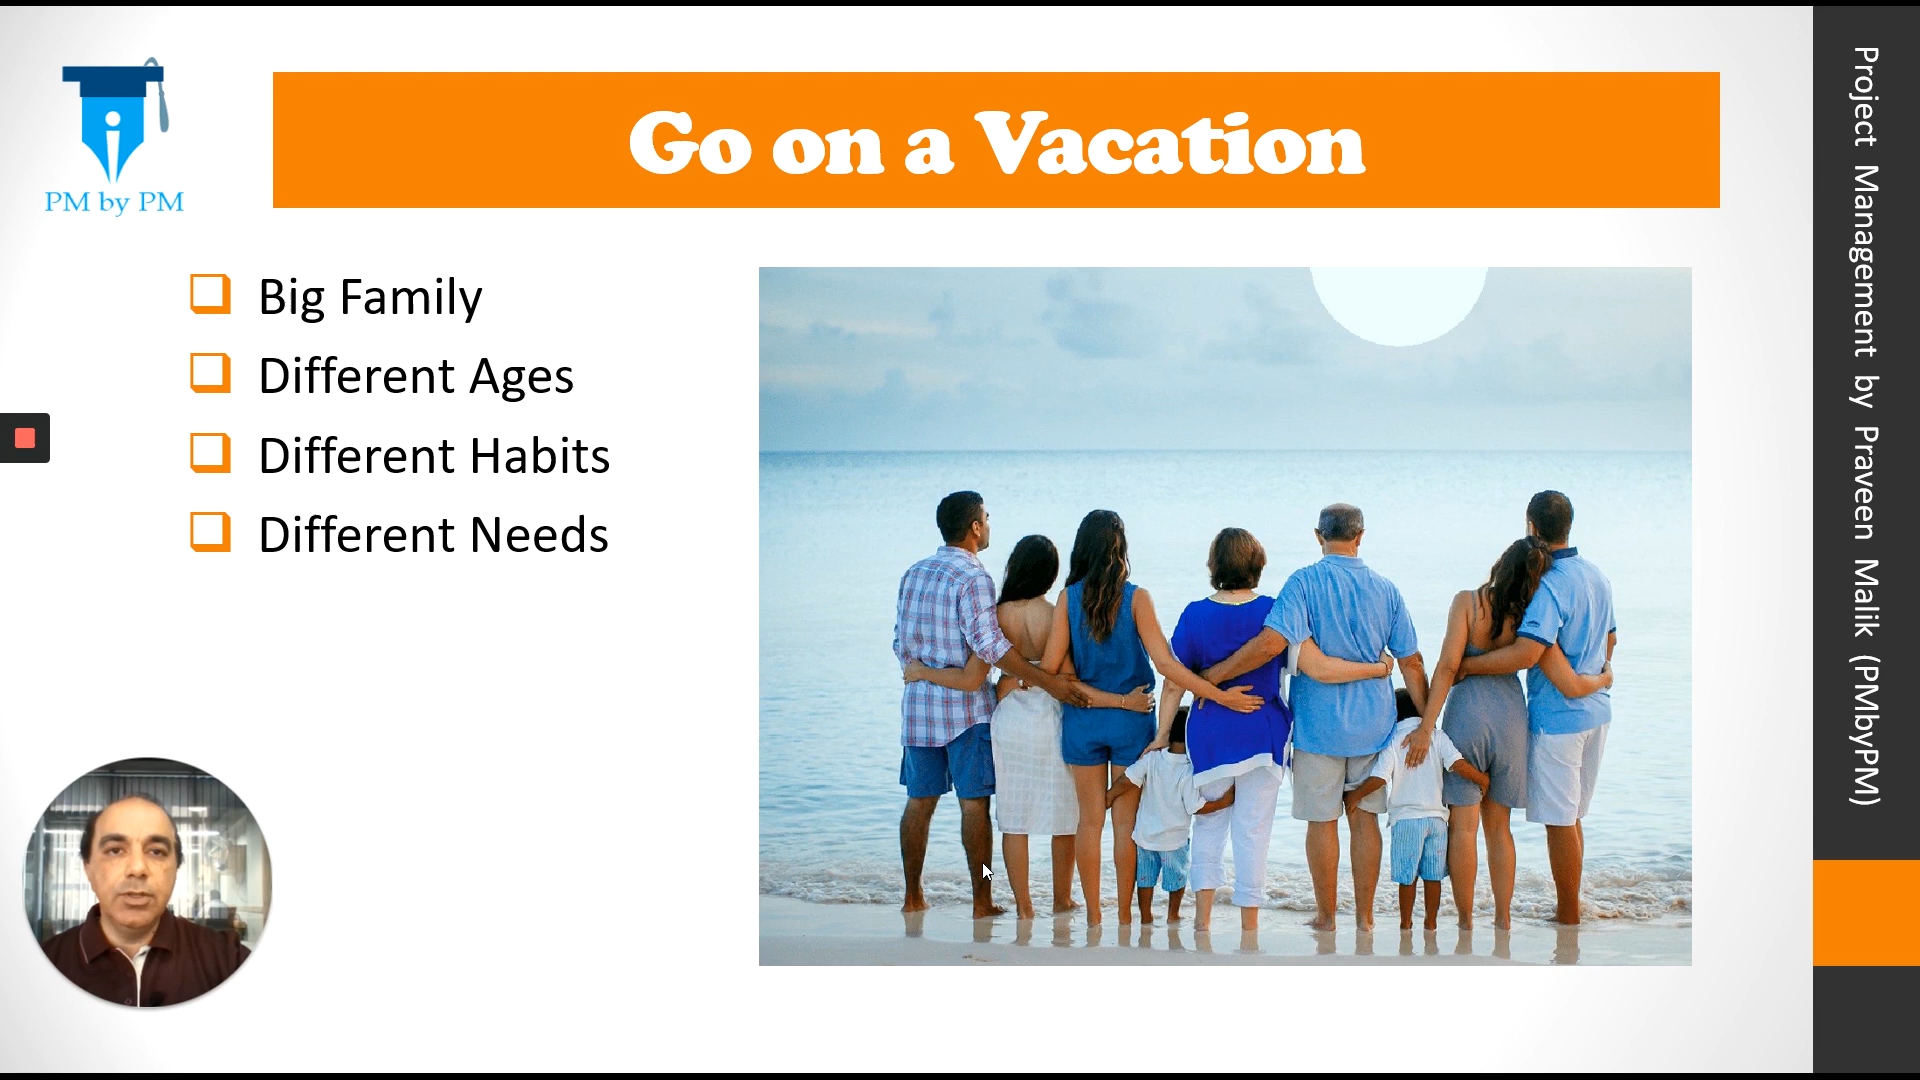 PM by PM
Go on a Vacation
Big Family
Different Ages
Different Habits
Different Needs
Project Management by Praveen Malik (PMbyPM)